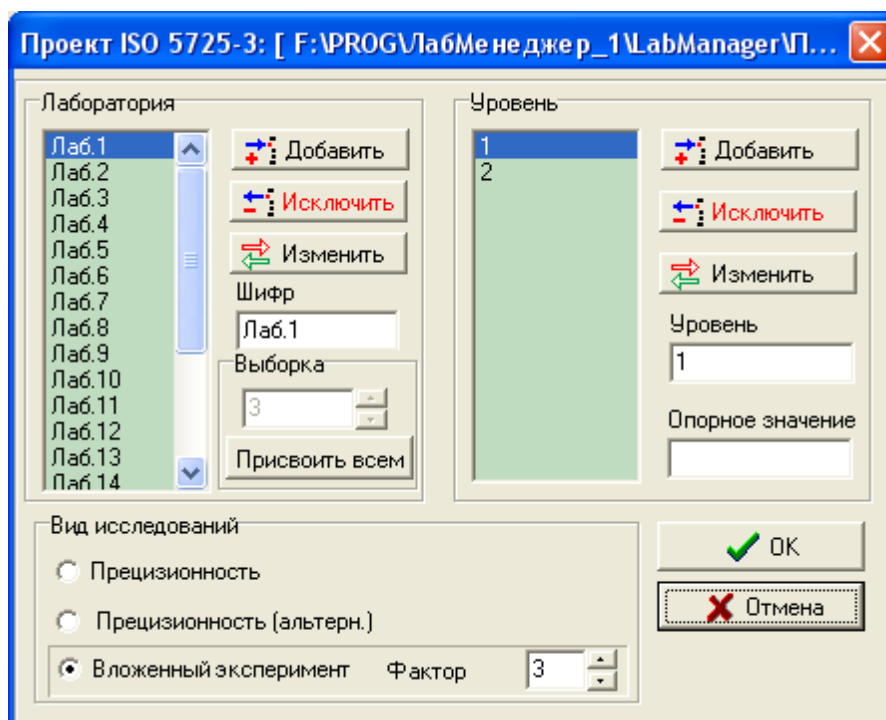 Проект ISO 5725-3: [ F:\PROG\ЛабМенеджер_1\LabManager\П...
Лаборатория
Лаб.1
Лаб.2
Лаб.3
Лаб.4
Лаб.5
Лаб.6
Лаб.7
Лаб.8
Лаб.9
Лаб.10
Лаб.11
Лаб.12
Лаб.13
Лаб.14
Добавить
Исключить
Изменить
Шифр
Лаб.1
Выборка
3
Присвоить всем
Уровень
1
2
Добавить
Исключить
Изменить
Уровень
1
Опорное значение
Вид исследований
Прецизионность
Прецизионность (альтерн.)
Вложенный эксперимент Фактор 3
OK
Отмена